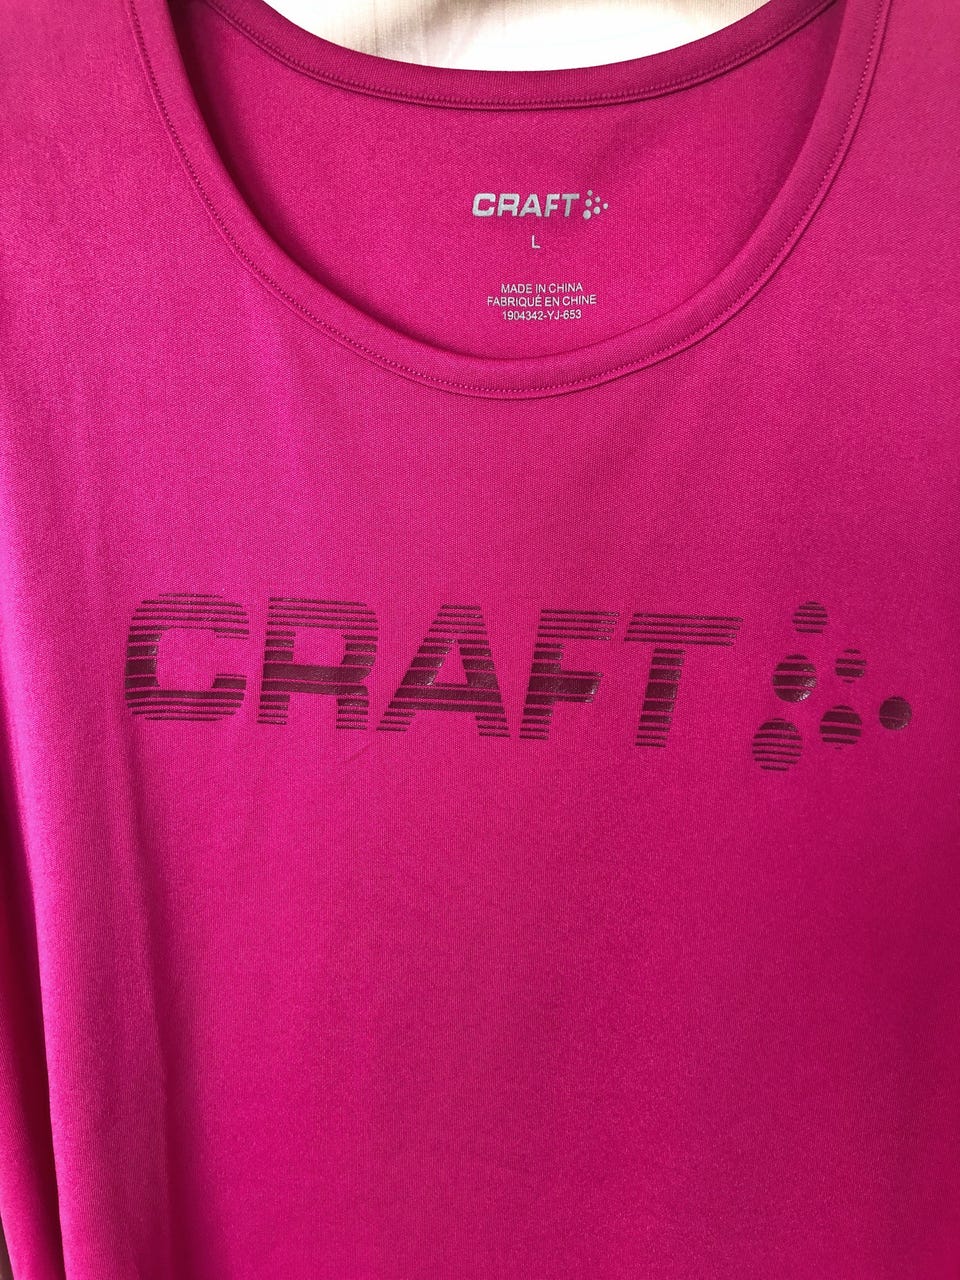 CRAFT
L
MADE IN CHINA
FABRIQUÉ EN CHINE
1904342-YJ-653
CRAFT